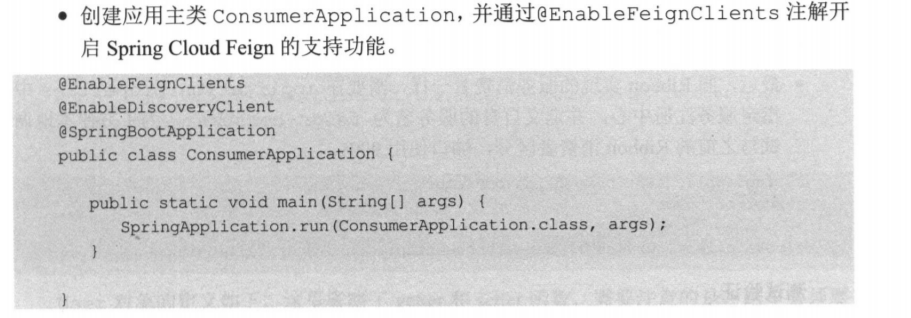 • 创建应用主类 ConsumerApplication，并通过@EnableFeignClients 注解开
启 Spring Cloud Feign 的支持功能。
@EnableFeignClients
@EnableDiscoveryClient
@SpringBootApplication
public class ConsumerApplication {
public static void main(String[] args) {
SpringApplication.run(ConsumerApplication.class, args);
}
}